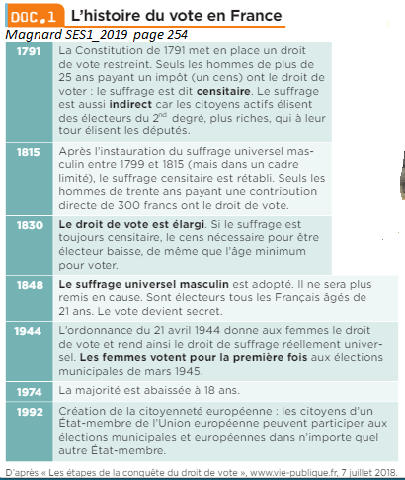 DOC.1 L'histoire du vote en France
Magnard SES1_2019 page 254
1791 La Constitution de 1791 met en place un droit
de vote restreint. Seuls les hommes de plus de
25 ans payant un impôt (un cens) ont le droit de
voter : le suffrage est dit censitaire. Le suffrage
est aussi indirect car les citoyens actifs élisent
des électeurs du 2nd degré, plus riches, qui à leur
tour élisent les députés.
1815 Après l'instauration du suffrage universel mas-
culin entre 1799 et 1815 (mais dans un cadre
limité), le suffrage censitaire est rétabli. Seuls les
hommes de trente ans payant une contribution
directe de 300 francs ont le droit de vote.
1830 Le droit de vote est élargi. Si le suffrage est
toujours censitaire, le cens nécessaire pour être
électeur baisse, de même que l'âge minimum
pour voter.
1848 Le suffrage universel masculin est adopté. Il ne sera plus
remis en cause. Sont électeurs tous les Français âgés de
21 ans. Le vote devient secret.
1944 L'ordonnance du 21 avril 1944 donne aux femmes le droit
de vote et rend ainsi le droit de suffrage réellement univer-
sel. Les femmes votent pour la première fois aux élections
municipales de mars 1945.
1974 La majorité est abaissée à 18 ans.
1992 Création de la citoyenneté européenne : les citoyens d'un
État-membre de l'Union européenne peuvent participer aux
élections municipales et européennes dans n'importe quel
autre État-membre.
D'après « Les étapes de la conquête du droit de vote », www.vie-publique.fr, 7 juillet 2018.